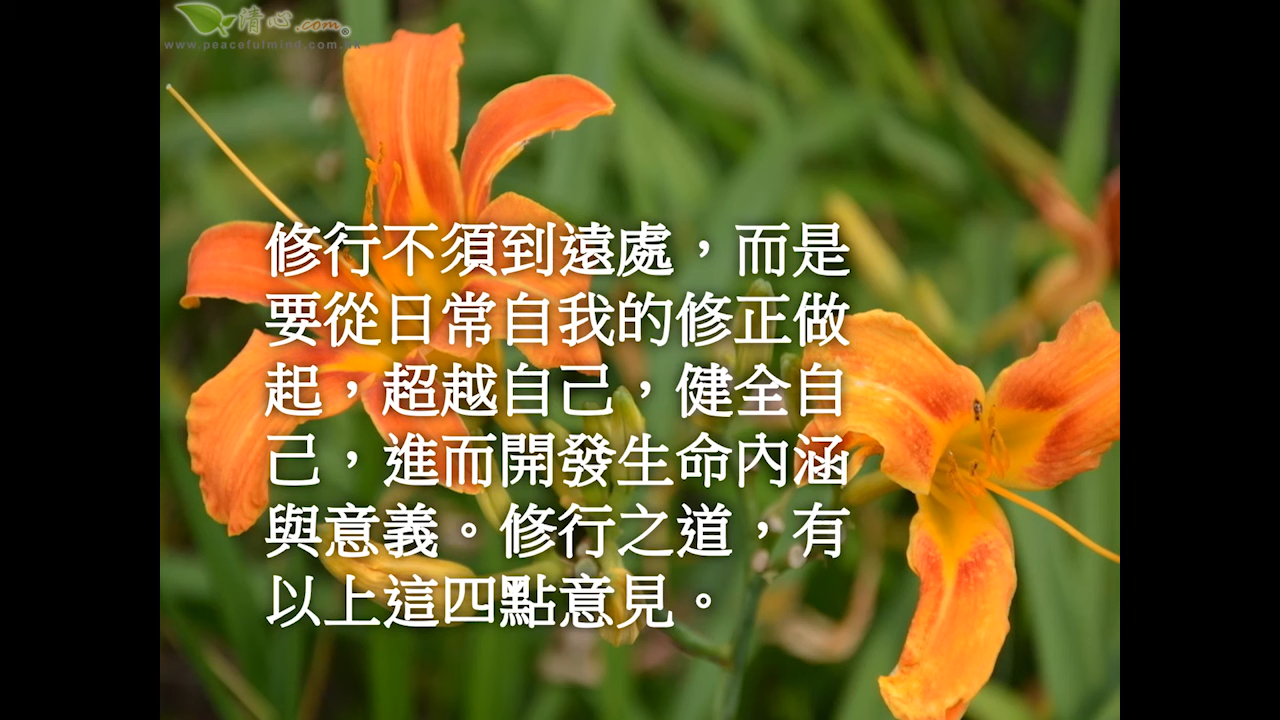 清心.com
www.peacefulmind.com.hk
修行不須到遠處，而是
要從日常自我的修正做
起，超越自己，健全自
己，進而開發生命內涵
與意義。修行之道，有
以上這四點意見。